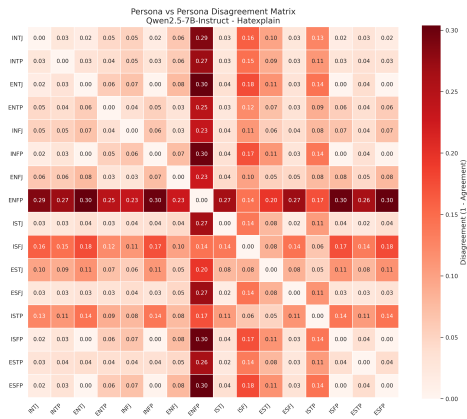 Persona vs Persona Disagreement Matrix
Qwen2.5-7B-Instruct - Hatexplain
INTJ 0.00 0.03 0.02 0.05 0.05 0.02 0.06 0.29 0.03 0.16 0.10 0.03 0.13 0.02 0.03 0.02
INTP 0.03 0.00 0.03 0.04 0.05 0.03 0.06 0.27 0.03 0.15 0.09 0.03 0.11 0.03 0.03 0.03
ENTJ 0.02 0.03 0.00 0.06 0.07 0.00 0.08 0.30 0.04 0.18 0.11 0.03 0.14 0.00 0.04 0.00
ENTP 0.05 0.04 0.06 0.00 0.04 0.05 0.04 0.25 0.03 0.12 0.07 0.03 0.09 0.06 0.04 0.06
INFJ 0.05 0.05 0.07 0.04 0.00 0.06 0.03 0.23 0.04 0.11 0.06 0.04 0.08 0.07 0.04 0.07
INFP 0.02 0.03 0.00 0.05 0.06 0.00 0.07 0.30 0.03 0.17 0.11 0.03 0.14 0.00 0.04 0.00
ENFJ 0.06 0.06 0.08 0.03 0.03 0.07 0.00 0.23 0.04 0.10 0.05 0.05 0.08 0.08 0.04 0.08
ENFP 0.29 0.27 0.30 0.25 0.23 0.30 0.23 0.00 0.27 0.14 0.20 0.27 0.17 0.30 0.26 0.30
ISTJ 0.03 0.03 0.04 0.03 0.04 0.03 0.04 0.27 0.00 0.14 0.08 0.02 0.11 0.04 0.02 0.04
ISFJ 0.16 0.15 0.18 0.12 0.11 0.17 0.10 0.14 0.14 0.00 0.08 0.14 0.06 0.17 0.14 0.18
ESTJ 0.10 0.09 0.11 0.07 0.06 0.11 0.05 0.20 0.08 0.08 0.00 0.08 0.05 0.11 0.08 0.11
ESFJ 0.03 0.03 0.03 0.03 0.04 0.03 0.05 0.27 0.02 0.14 0.08 0.00 0.11 0.03 0.03 0.03
ISTP 0.13 0.11 0.14 0.09 0.08 0.14 0.08 0.17 0.11 0.06 0.05 0.11 0.00 0.14 0.11 0.14
ISFP 0.02 0.03 0.00 0.06 0.07 0.00 0.08 0.30 0.04 0.17 0.11 0.03 0.14 0.00 0.04 0.00
ESTP 0.03 0.03 0.04 0.04 0.04 0.04 0.04 0.26 0.02 0.14 0.08 0.03 0.11 0.04 0.00 0.04
ESFP 0.02 0.03 0.00 0.06 0.07 0.00 0.08 0.30 0.04 0.18 0.11 0.03 0.14 0.00 0.04 0.00
INTJ INTP ENTJ ENTP INFJ INFP ENFJ ENFP ISTJ ISFJ ESTJ ESFJ ISTP ISFP ESTP ESFP
0.30
0.25
0.20
0.15
0.10
0.05
0.00
Disagreement (1 - Agreement)